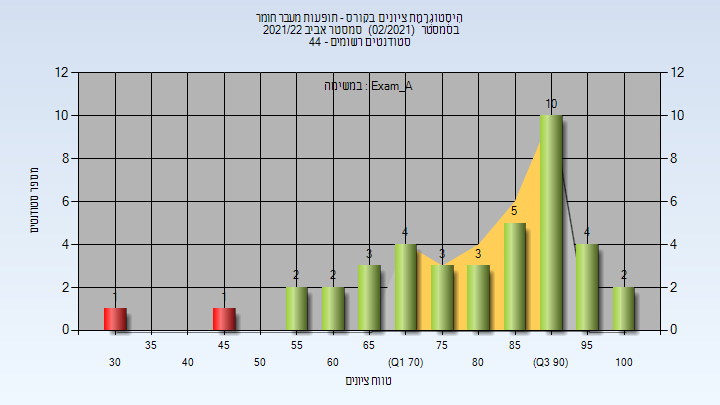 הִיסְטוֹגְרָמַת ציונים בקורס - תופעות מעבר חומר
בסמסטר (02/2021) סמסטר אביב 2021/22
סטודנטים רשומים - 44
במשימה : Exam_A
מספר סטודנטים
12 12
10 10
8 8
6 6
4 4
2 2
0 0
1 1 2 2 3 4 3 3 5 10 4 2
35 45 55 65 75 85 95
30 40 50 60 (Q1 70) 80 (Q3 90) 100
טווח ציונים